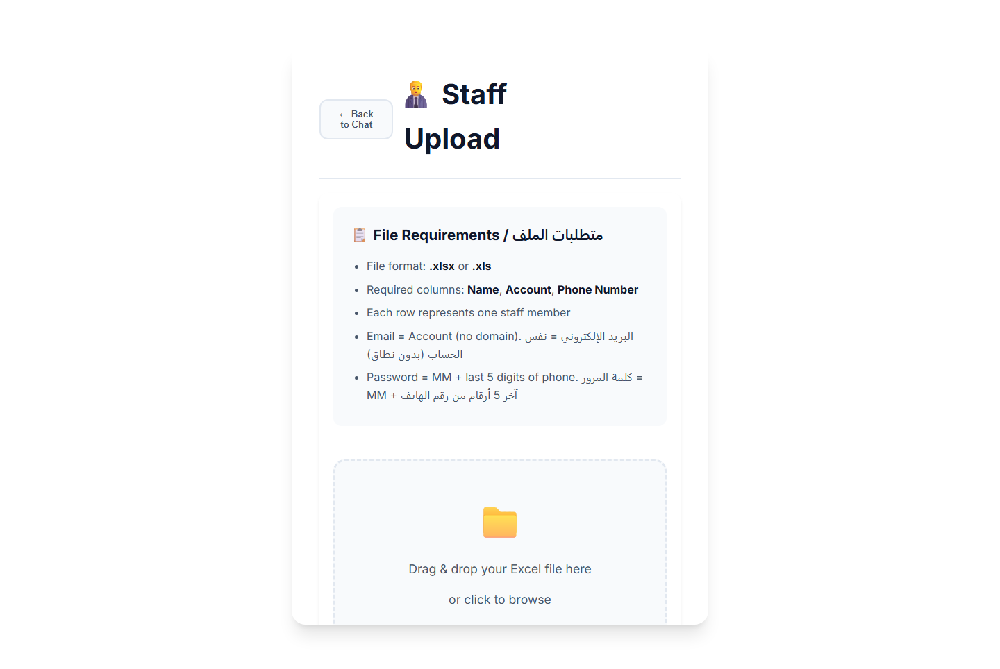 ← Back
to Chat
Staff
Upload
File Requirements / متطلبات الملف
File format: .xlsx or .xls
Required columns: Name, Account, Phone Number
Each row represents one staff member
Email = Account (no domain). البريد الإلكتروني = نفس
الحساب (بدون نطاق)
Password = MM + last 5 digits of phone. كلمة المرور =
MM + آخر 5 أرقام من رقم الهاتف
Drag & drop your Excel file here
or click to browse